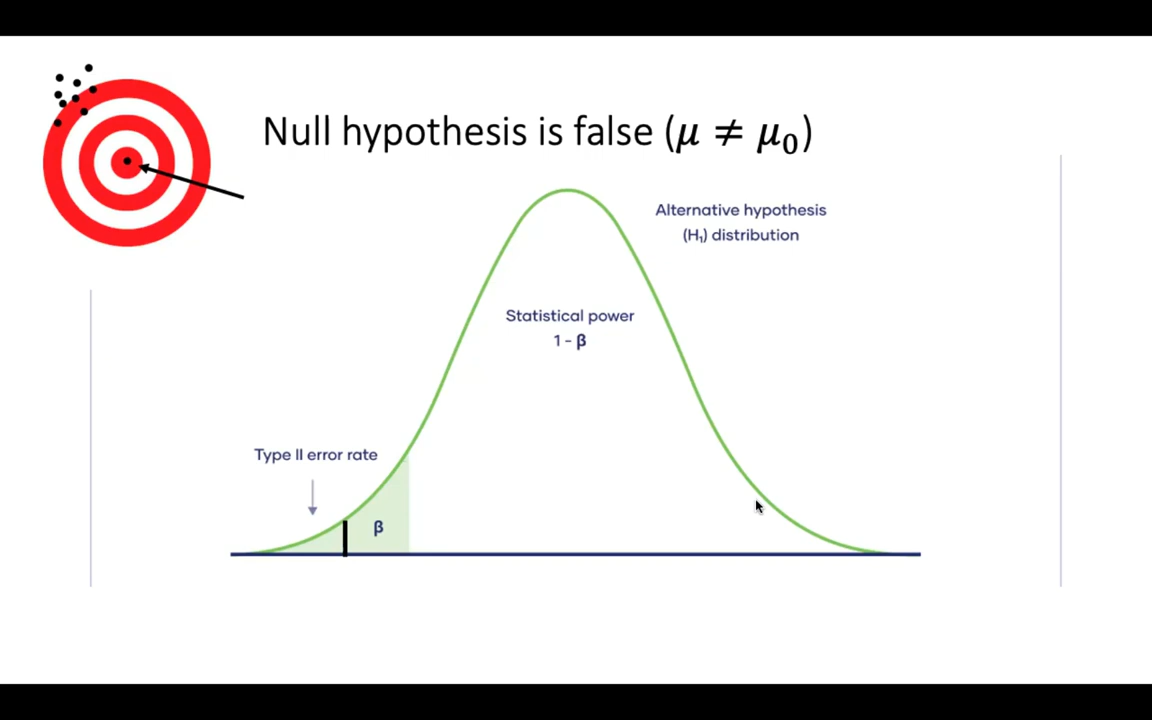 Null hypothesis is false (μ ≠ μ₀)
Alternative hypothesis
(H₁) distribution
Statistical power
1 - β
Type II error rate
β